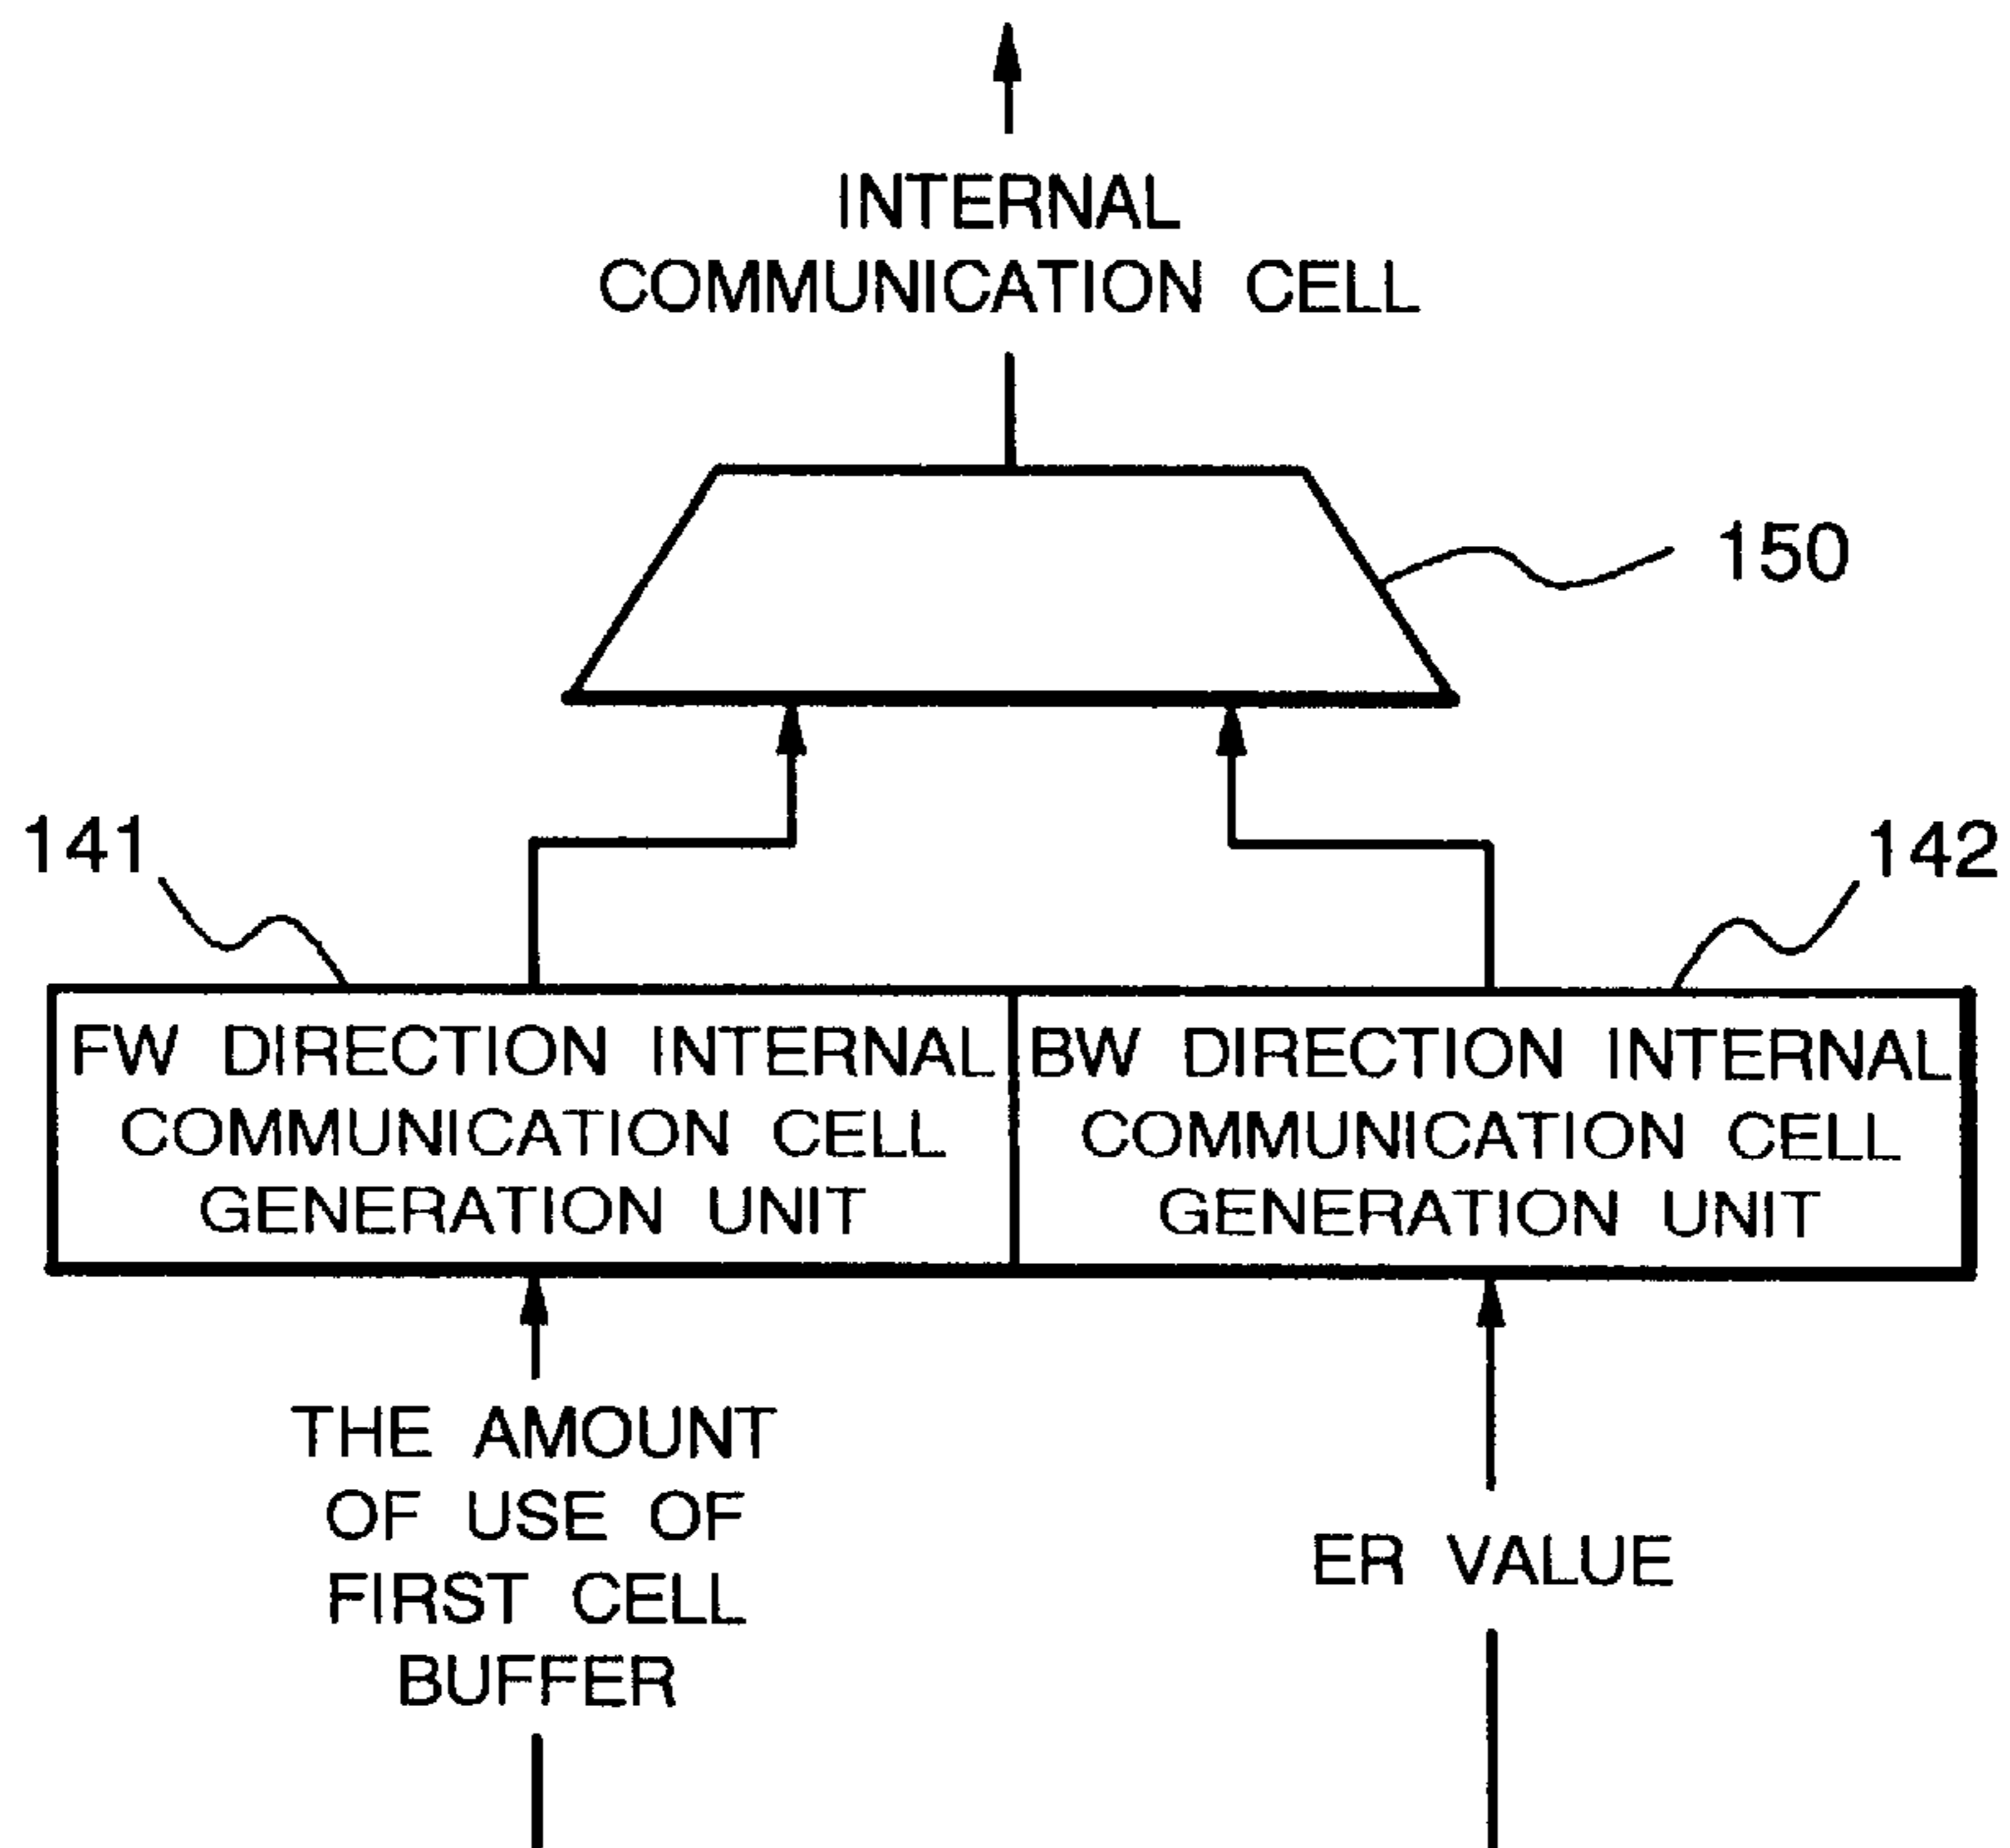 INTERNAL
COMMUNICATION CELL
150
141
142
FW DIRECTION INTERNAL
COMMUNICATION CELL
GENERATION UNIT
BW DIRECTION INTERNAL
COMMUNICATION CELL
GENERATION UNIT
THE AMOUNT
OF USE OF
FIRST CELL
BUFFER
ER VALUE